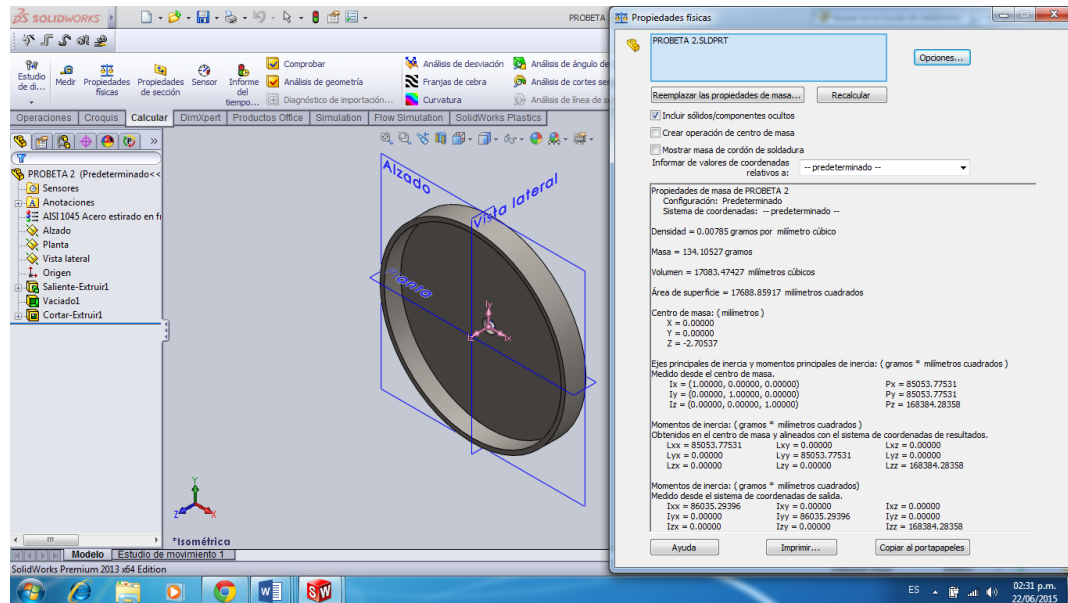 SOLIDWORKS
PROBETA
Propiedades físicas
PROBETA 2.SLDPRT
Opciones...
Reemplazar las propiedades de masa...
Recalcular
Incluir sólidos/componentes ocultos
Crear operación de centro de masa
Mostrar masa de cordón de soldadura
Informar de valores de coordenadas
relativos a:
-- predeterminado --
Estudio
de di...
Medir
Propiedades
físicas
Propiedades
de sección
Sensor
Informe
del
tiempo...
Comprobar
Análisis de geometría
Diagnóstico de importación...
Análisis de desviación
Franjas de cebra
Curvatura
Análisis de ángulo de
Análisis de cortes ses
Análisis de línea de s
Operaciones
Croquis
Calcular
DimXpert
Productos Office
Simulation
Flow Simulation
SolidWorks Plastics
PROBETA 2 (Predeterminado<<
Sensores
Anotaciones
AISI 1045 Acero estirado en fr
Alzado
Planta
Vista lateral
Origen
Saliente-Extruir1
Vaciado1
Cortar-Extruir1
Alzado
Vista lateral
Planta
y
z
x
Y
Z
X
*Isométrica
Modelo
Estudio de movimiento 1
SolidWorks Premium 2013 x64 Edition
Propiedades de masa de PROBETA 2
Configuración: Predeterminado
Sistema de coordenadas: -- predeterminado --
Densidad = 0.00785 gramos por milímetro cúbico
Masa = 134.10527 gramos
Volumen = 17083.47427 milímetros cúbicos
Área de superficie = 17688.85917 milímetros cuadrados
Centro de masa: ( milímetros )
X = 0.00000
Y = 0.00000
Z = -2.70537
Ejes principales de inercia y momentos principales de inercia: ( gramos * milímetros cuadrados )
Medido desde el centro de masa.
Ix = (1.00000, 0.00000, 0.00000) Px = 85053.77531
Iy = (0.00000, 1.00000, 0.00000) Py = 85053.77531
Iz = (0.00000, 0.00000, 1.00000) Pz = 168384.28358
Momentos de inercia: ( gramos * milímetros cuadrados )
Obtenidos en el centro de masa y alineados con el sistema de coordenadas de resultados.
Lxx = 85053.77531 Lxy = 0.00000 Lxz = 0.00000
Lyx = 0.00000 Lyy = 85053.77531 Lyz = 0.00000
Lzx = 0.00000 Lzy = 0.00000 Lzz = 168384.28358
Momentos de inercia: ( gramos * milímetros cuadrados)
Medido desde el sistema de coordenadas de salida.
Ixx = 86035.29396 Ixy = 0.00000 Ixz = 0.00000
Iyx = 0.00000 Iyy = 86035.29396 Iyz = 0.00000
Izx = 0.00000 Izy = 0.00000 Izz = 168384.28358
Ayuda
Imprimir...
Copiar al portapapeles
ES
02:31 p.m.
22/06/2015